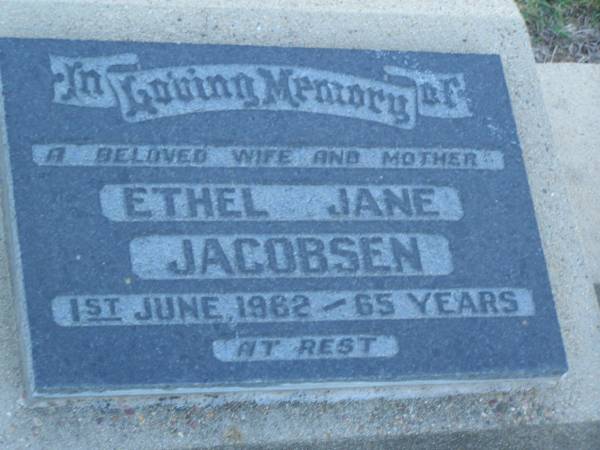 In Loving Memory of
A BELOVED WIFE AND MOTHER
ETHEL JANE
JACOBSEN
1ST JUNE, 1962 — 65 YEARS
AT REST